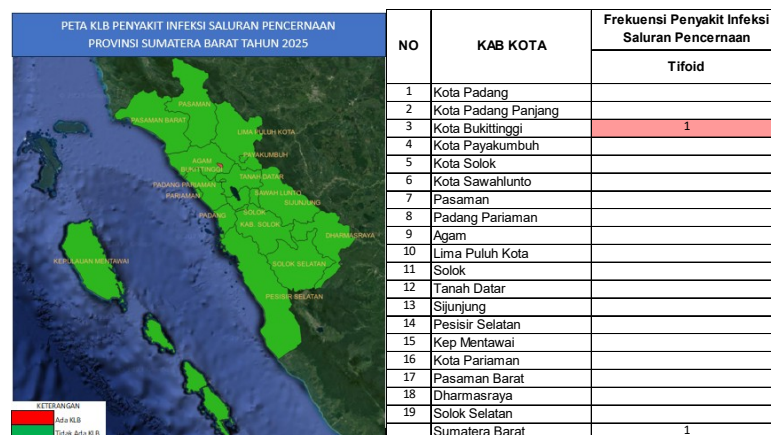 PETA KLB PENYAKIT INFEKSI SALURAN PENCERNAAN
PROVINSI SUMATERA BARAT TAHUN 2025
PASAMAN
PASAMAN BARAT
LIMA PULUH KOTA
PAYAKUMBUH
AGAM
BUKITTINGGI
TANAH DATAR
PADANG PARIAMAN
PARIAMAN
SAWAH LUNTO
SIJUNJUNG
PADANG
SOLOK
KAB. SOLOK
DHARMASRAYA
KEPULAUAN MENTAWAI
SOLOK SELATAN
PESISIR SELATAN
KETERANGAN
Ada KLB
Tidak Ada KLB
NO KAB KOTA Frekuensi Penyakit Infeksi
Saluran Pencernaan
Tifoid
1 Kota Padang
2 Kota Padang Panjang
3 Kota Bukittinggi 1
4 Kota Payakumbuh
5 Kota Solok
6 Kota Sawahlunto
7 Pasaman
8 Padang Pariaman
9 Agam
10 Lima Puluh Kota
11 Solok
12 Tanah Datar
13 Sijunjung
14 Pesisir Selatan
15 Kep Mentawai
16 Kota Pariaman
17 Pasaman Barat
18 Dharmasraya
19 Solok Selatan
Sumatera Barat 1